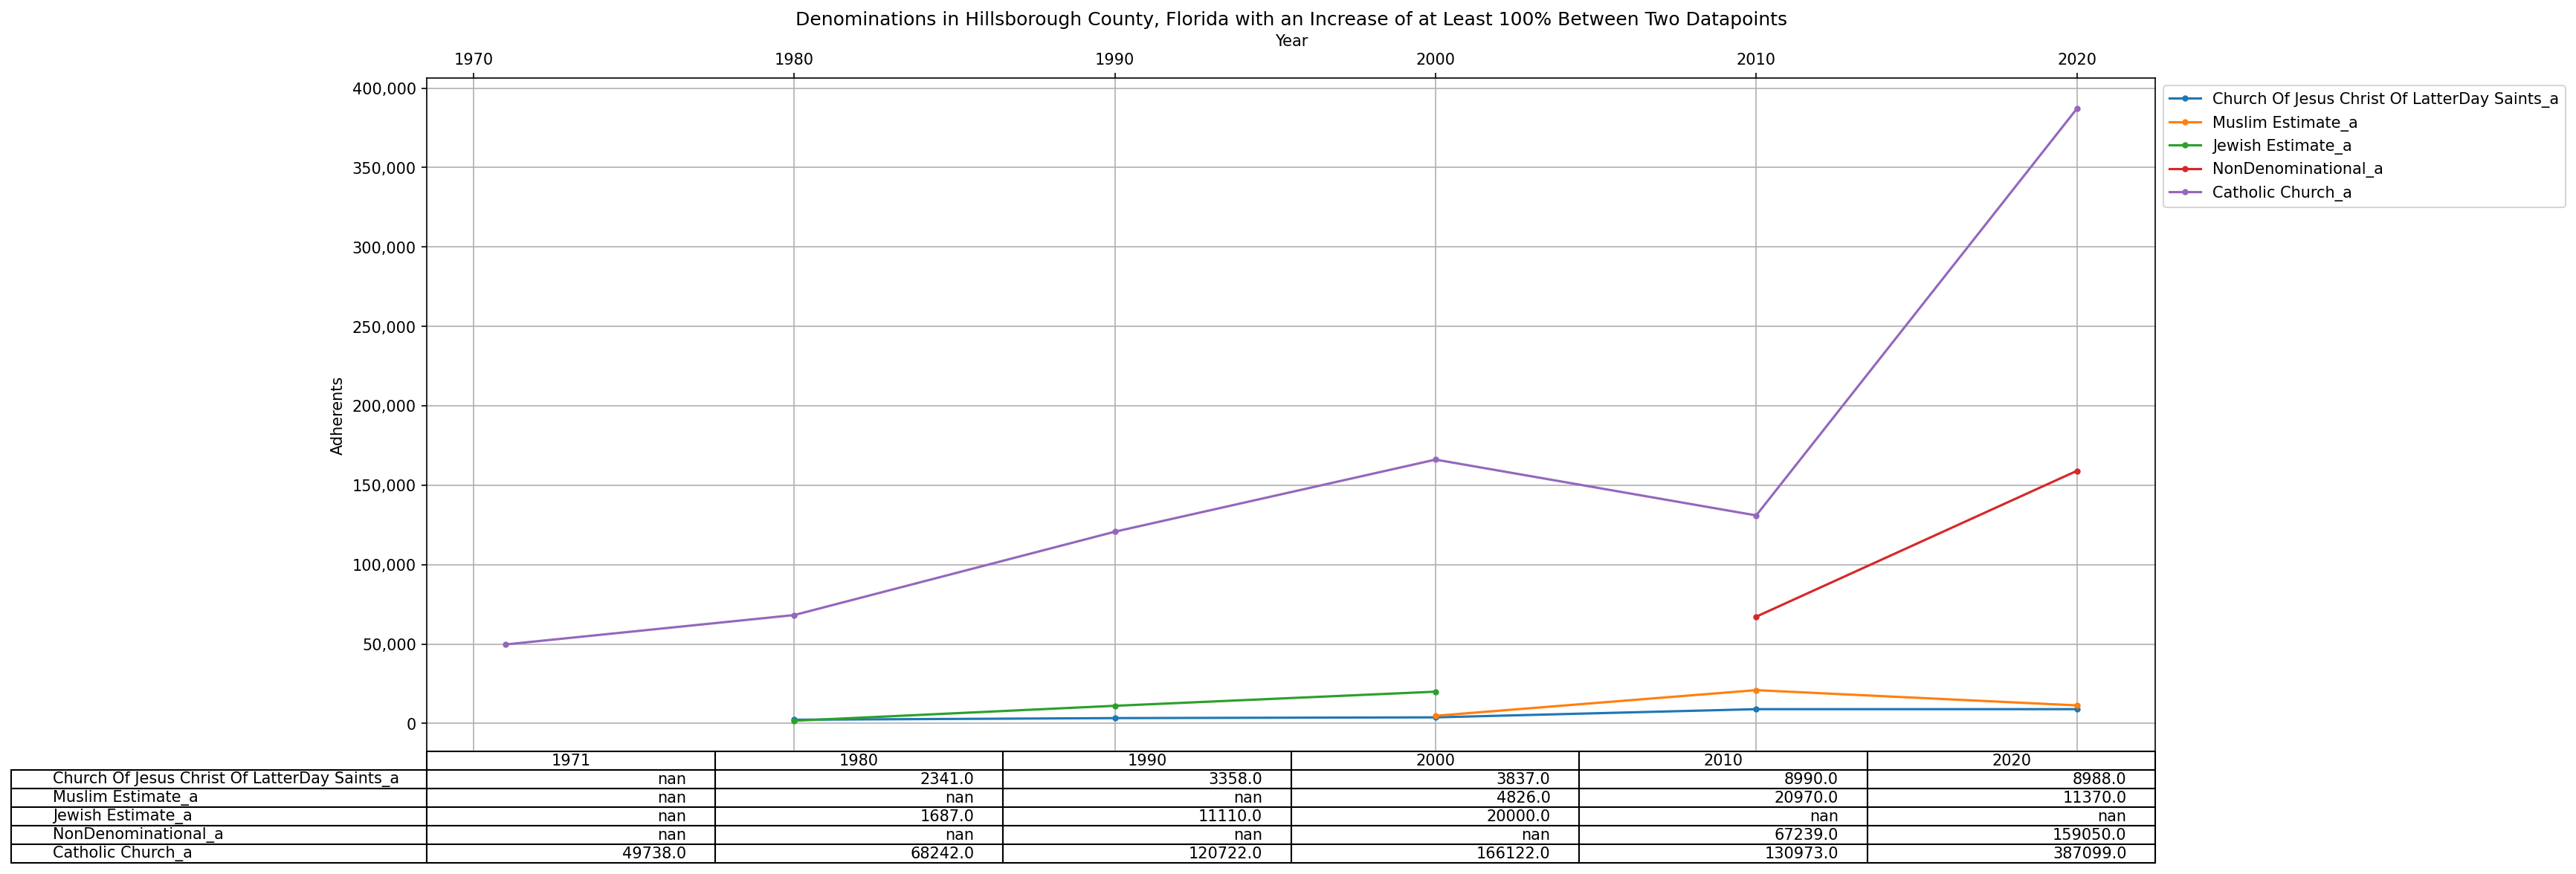 Denominations in Hillsborough County, Florida with an Increase of at Least 100% Between Two Datapoints
Year
1970 1980 1990 2000 2010 2020
400,000
350,000
300,000
250,000
200,000
150,000
100,000
50,000
0
Adherents
Church Of Jesus Christ Of LatterDay Saints_a
Muslim Estimate_a
Jewish Estimate_a
NonDenominational_a
Catholic Church_a
1971 1980 1990 2000 2010 2020
Church Of Jesus Christ Of LatterDay Saints_a nan 2341.0 3358.0 3837.0 8990.0 8988.0
Muslim Estimate_a nan nan nan 4826.0 20970.0 11370.0
Jewish Estimate_a nan 1687.0 11110.0 20000.0 nan nan
NonDenominational_a nan nan nan nan 67239.0 159050.0
Catholic Church_a 49738.0 68242.0 120722.0 166122.0 130973.0 387099.0